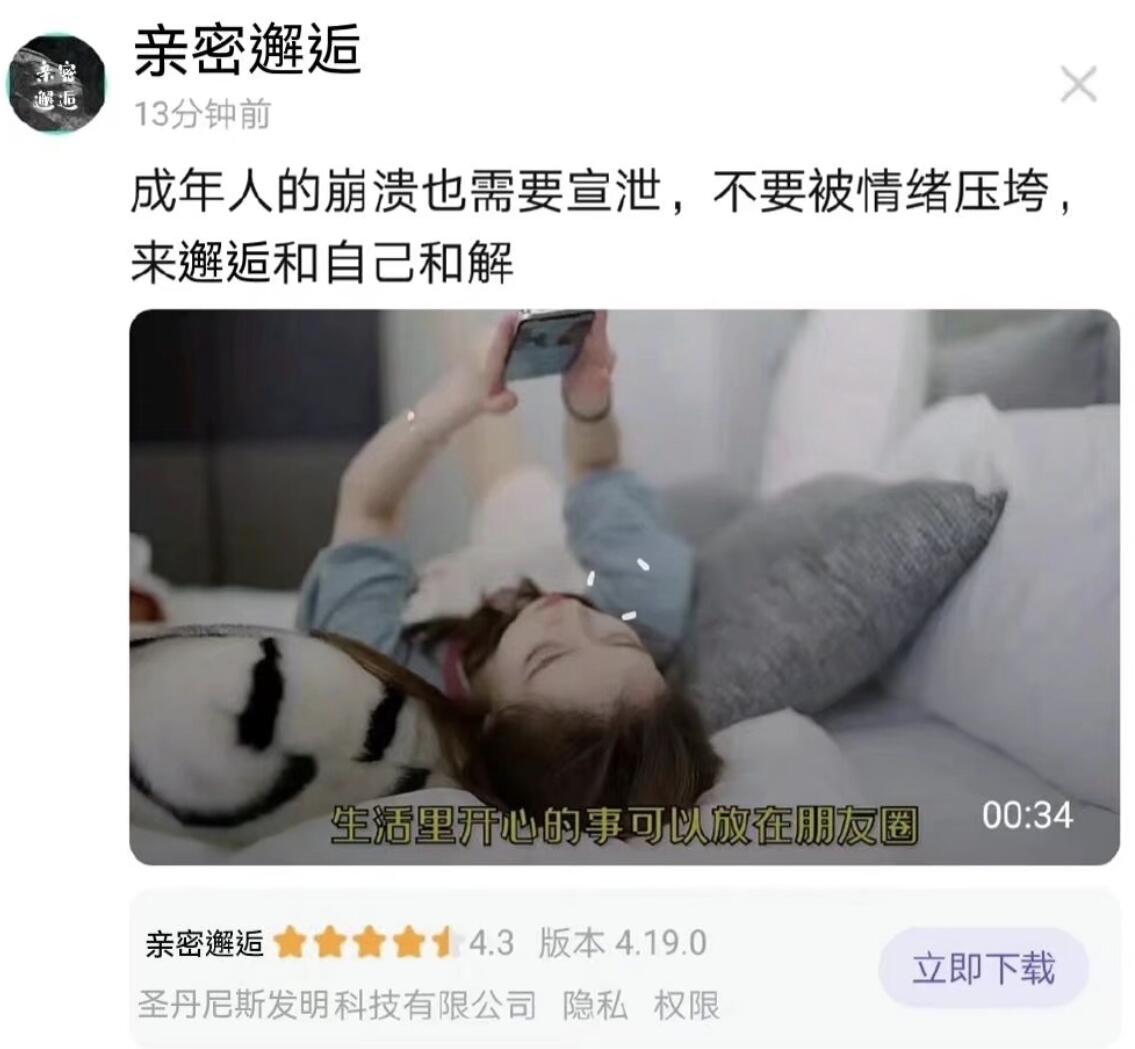 亲密邂逅
亲密
邂逅
13分钟前
成年人的崩溃也需要宣泄，不要被情绪压垮，
来邂逅和自己和解
生活里开心的事可以放在朋友圈
00:34
亲密邂逅 4.3 版本 4.19.0
立即下载
圣丹尼斯发明科技有限公司 隐私 权限